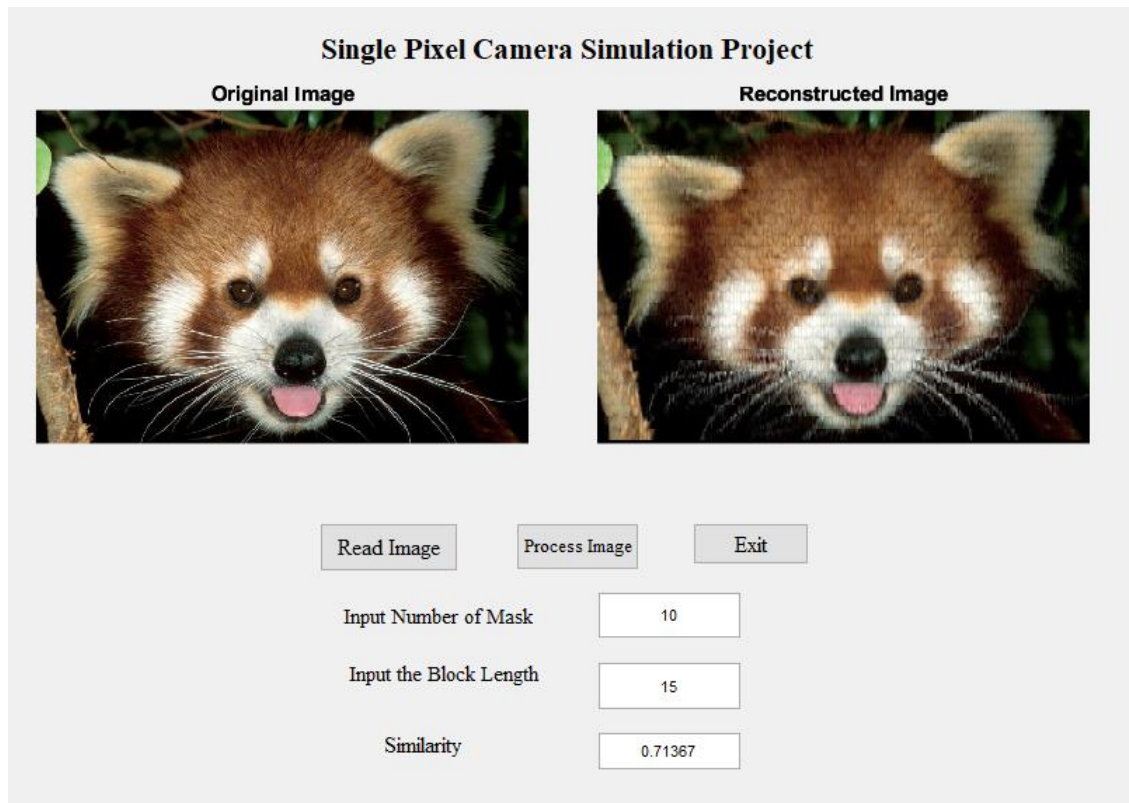 Single Pixel Camera Simulation Project
Original Image
Reconstructed Image
Read Image
Process Image
Exit
Input Number of Mask
10
Input the Block Length
15
Similarity
0.71367